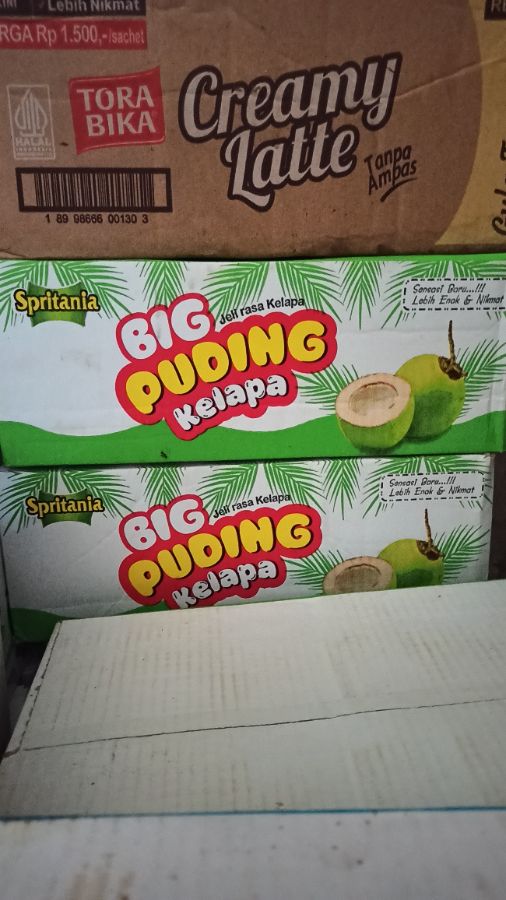 Lebih Nikmat
RGA Rp 1.500,-/sachet
HALAL
INDONESIA
TORA
BIKA
Creamy
Latte
Tanpa
Ampas
1 89 98666 00130 3
Spritania
BIG
Jeli rasa Kelapa
PUDING
Kelapa
Sensasi Baru...!!!
Lebih Enak & Nikmat
Spritania
BIG
Jeli rasa Kelapa
PUDING
Kelapa
Sensasi Baru...!!!
Lebih Enak & Nikmat